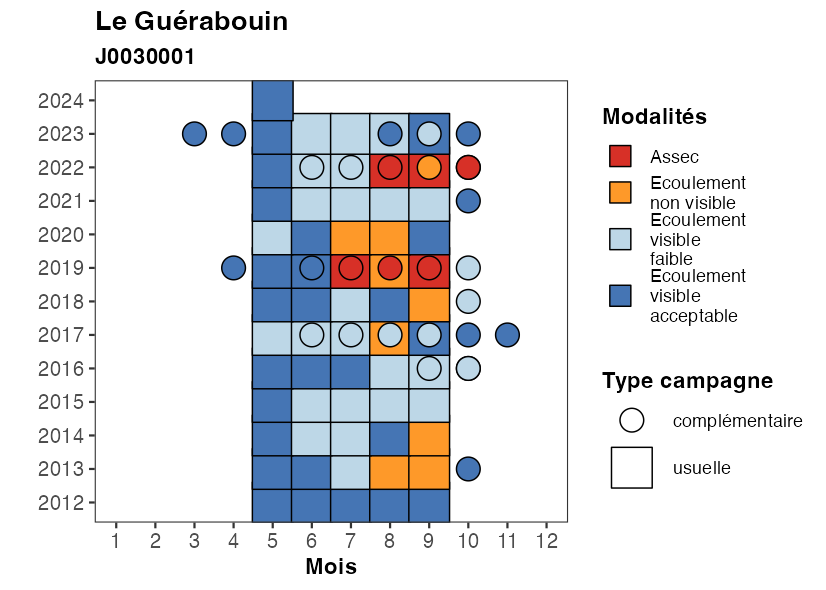 Le Guérabouin
J0030001
2024
2023
2022
2021
2020
2019
2018
2017
2016
2015
2014
2013
2012
1 2 3 4 5 6 7 8 9 10 11 12
Mois
Modalités
Assec
Ecoulement
non visible
Ecoulement
visible
faible
Ecoulement
visible
acceptable
Type campagne
complémentaire
usuelle